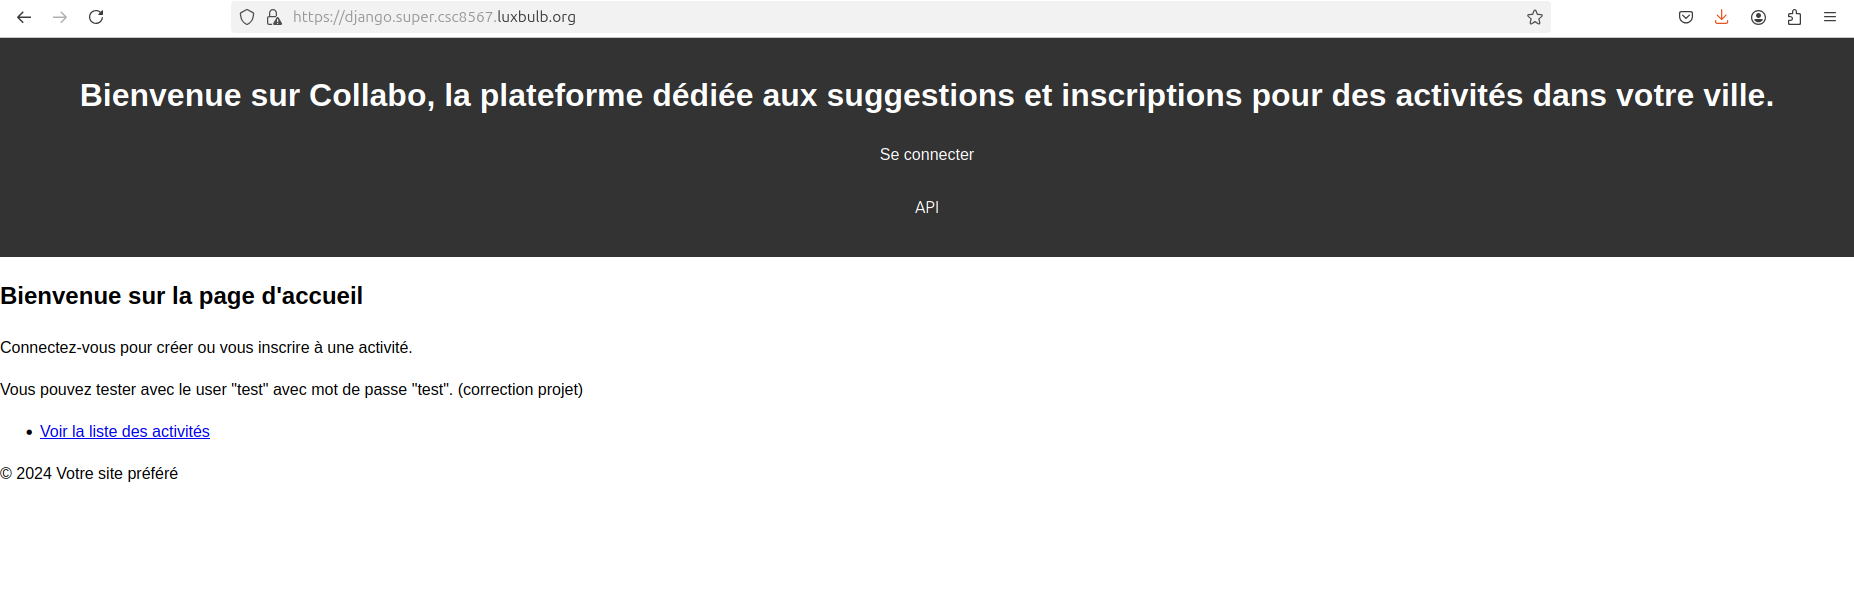 https://django.super.csc8567.luxbulb.org
Bienvenue sur Collabo, la plateforme dédiée aux suggestions et inscriptions pour des activités dans votre ville.
Se connecter
API
Bienvenue sur la page d'accueil
Connectez-vous pour créer ou vous inscrire à une activité.
Vous pouvez tester avec le user "test" avec mot de passe "test". (correction projet)
Voir la liste des activités
© 2024 Votre site préféré